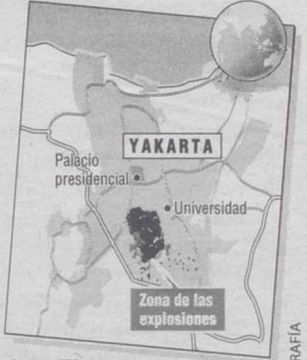 YAKARTA
Palacio
presidencial
Universidad
Zona de las
explosiones
RAFÍA